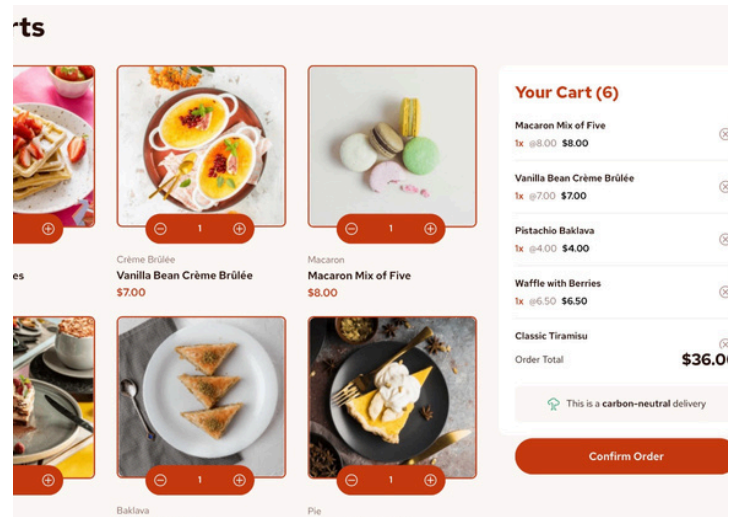 rts
Your Cart (6)
Macaron Mix of Five
1x @8.00 $8.00
Vanilla Bean Crème Brûlée
1x @7.00 $7.00
Pistachio Baklava
1x @4.00 $4.00
Waffle with Berries
1x @6.50 $6.50
Classic Tiramisu
Order Total $36.00
This is a carbon-neutral delivery
Confirm Order
1
1
Crème Brûlée
Macaron
es
Vanilla Bean Crème Brûlée
Macaron Mix of Five
$7.00
$8.00
1
1
Baklava
Pie